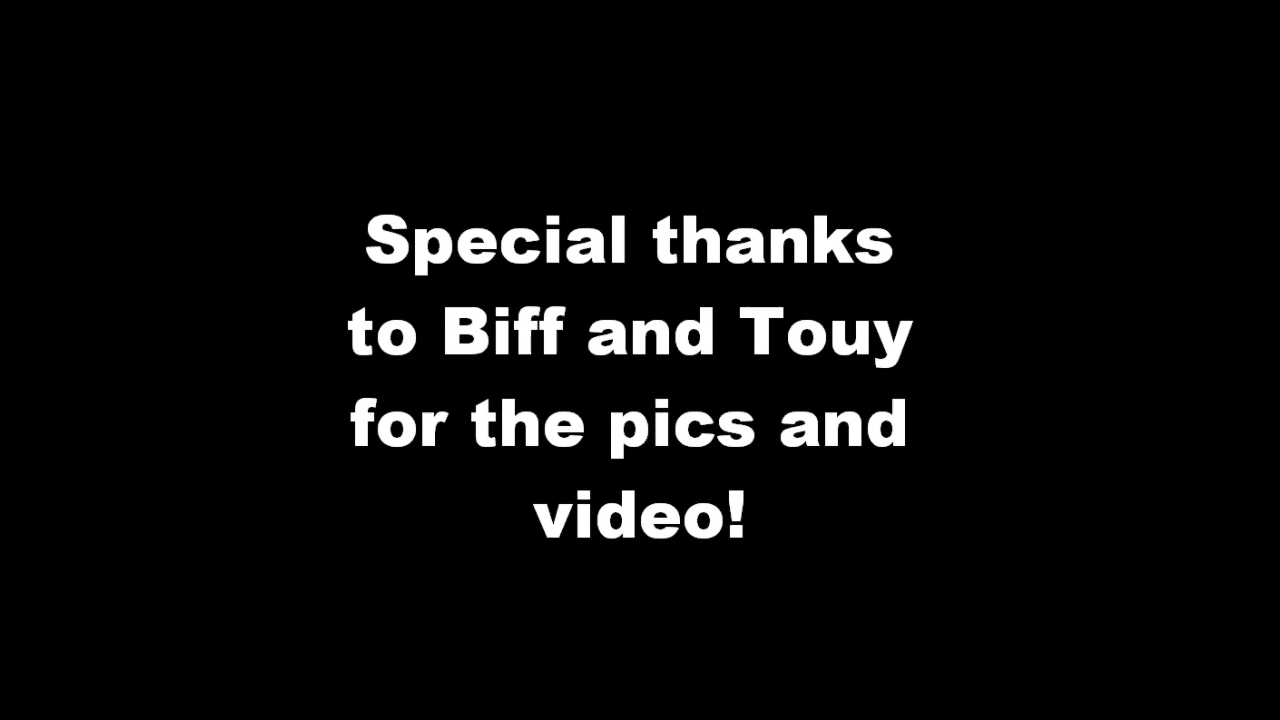 Special thanks
to Biff and Touy
for the pics and
video!